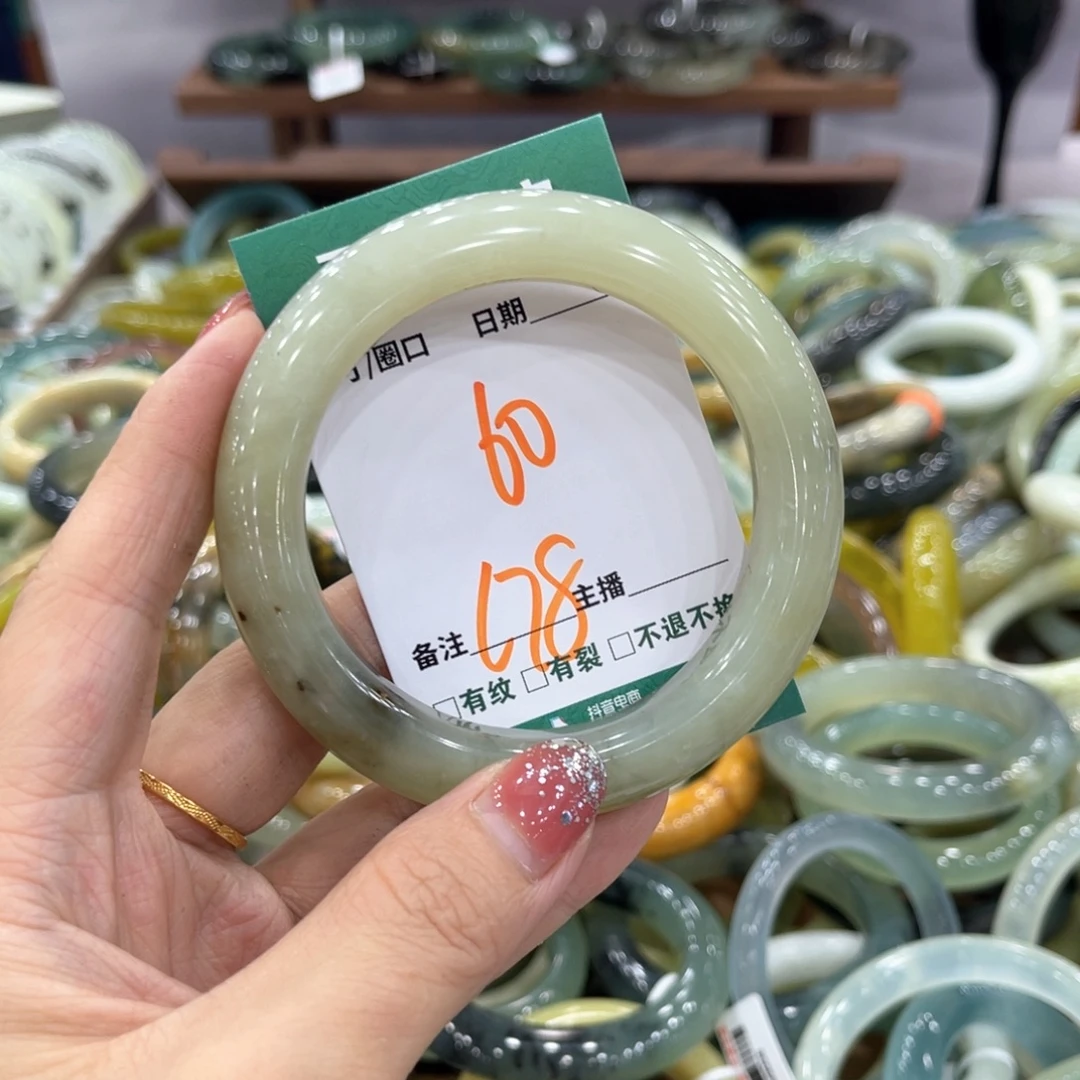 /圈口 日期
60
178
备注 主播
□有纹 □有裂 □不退不换
抖音电商